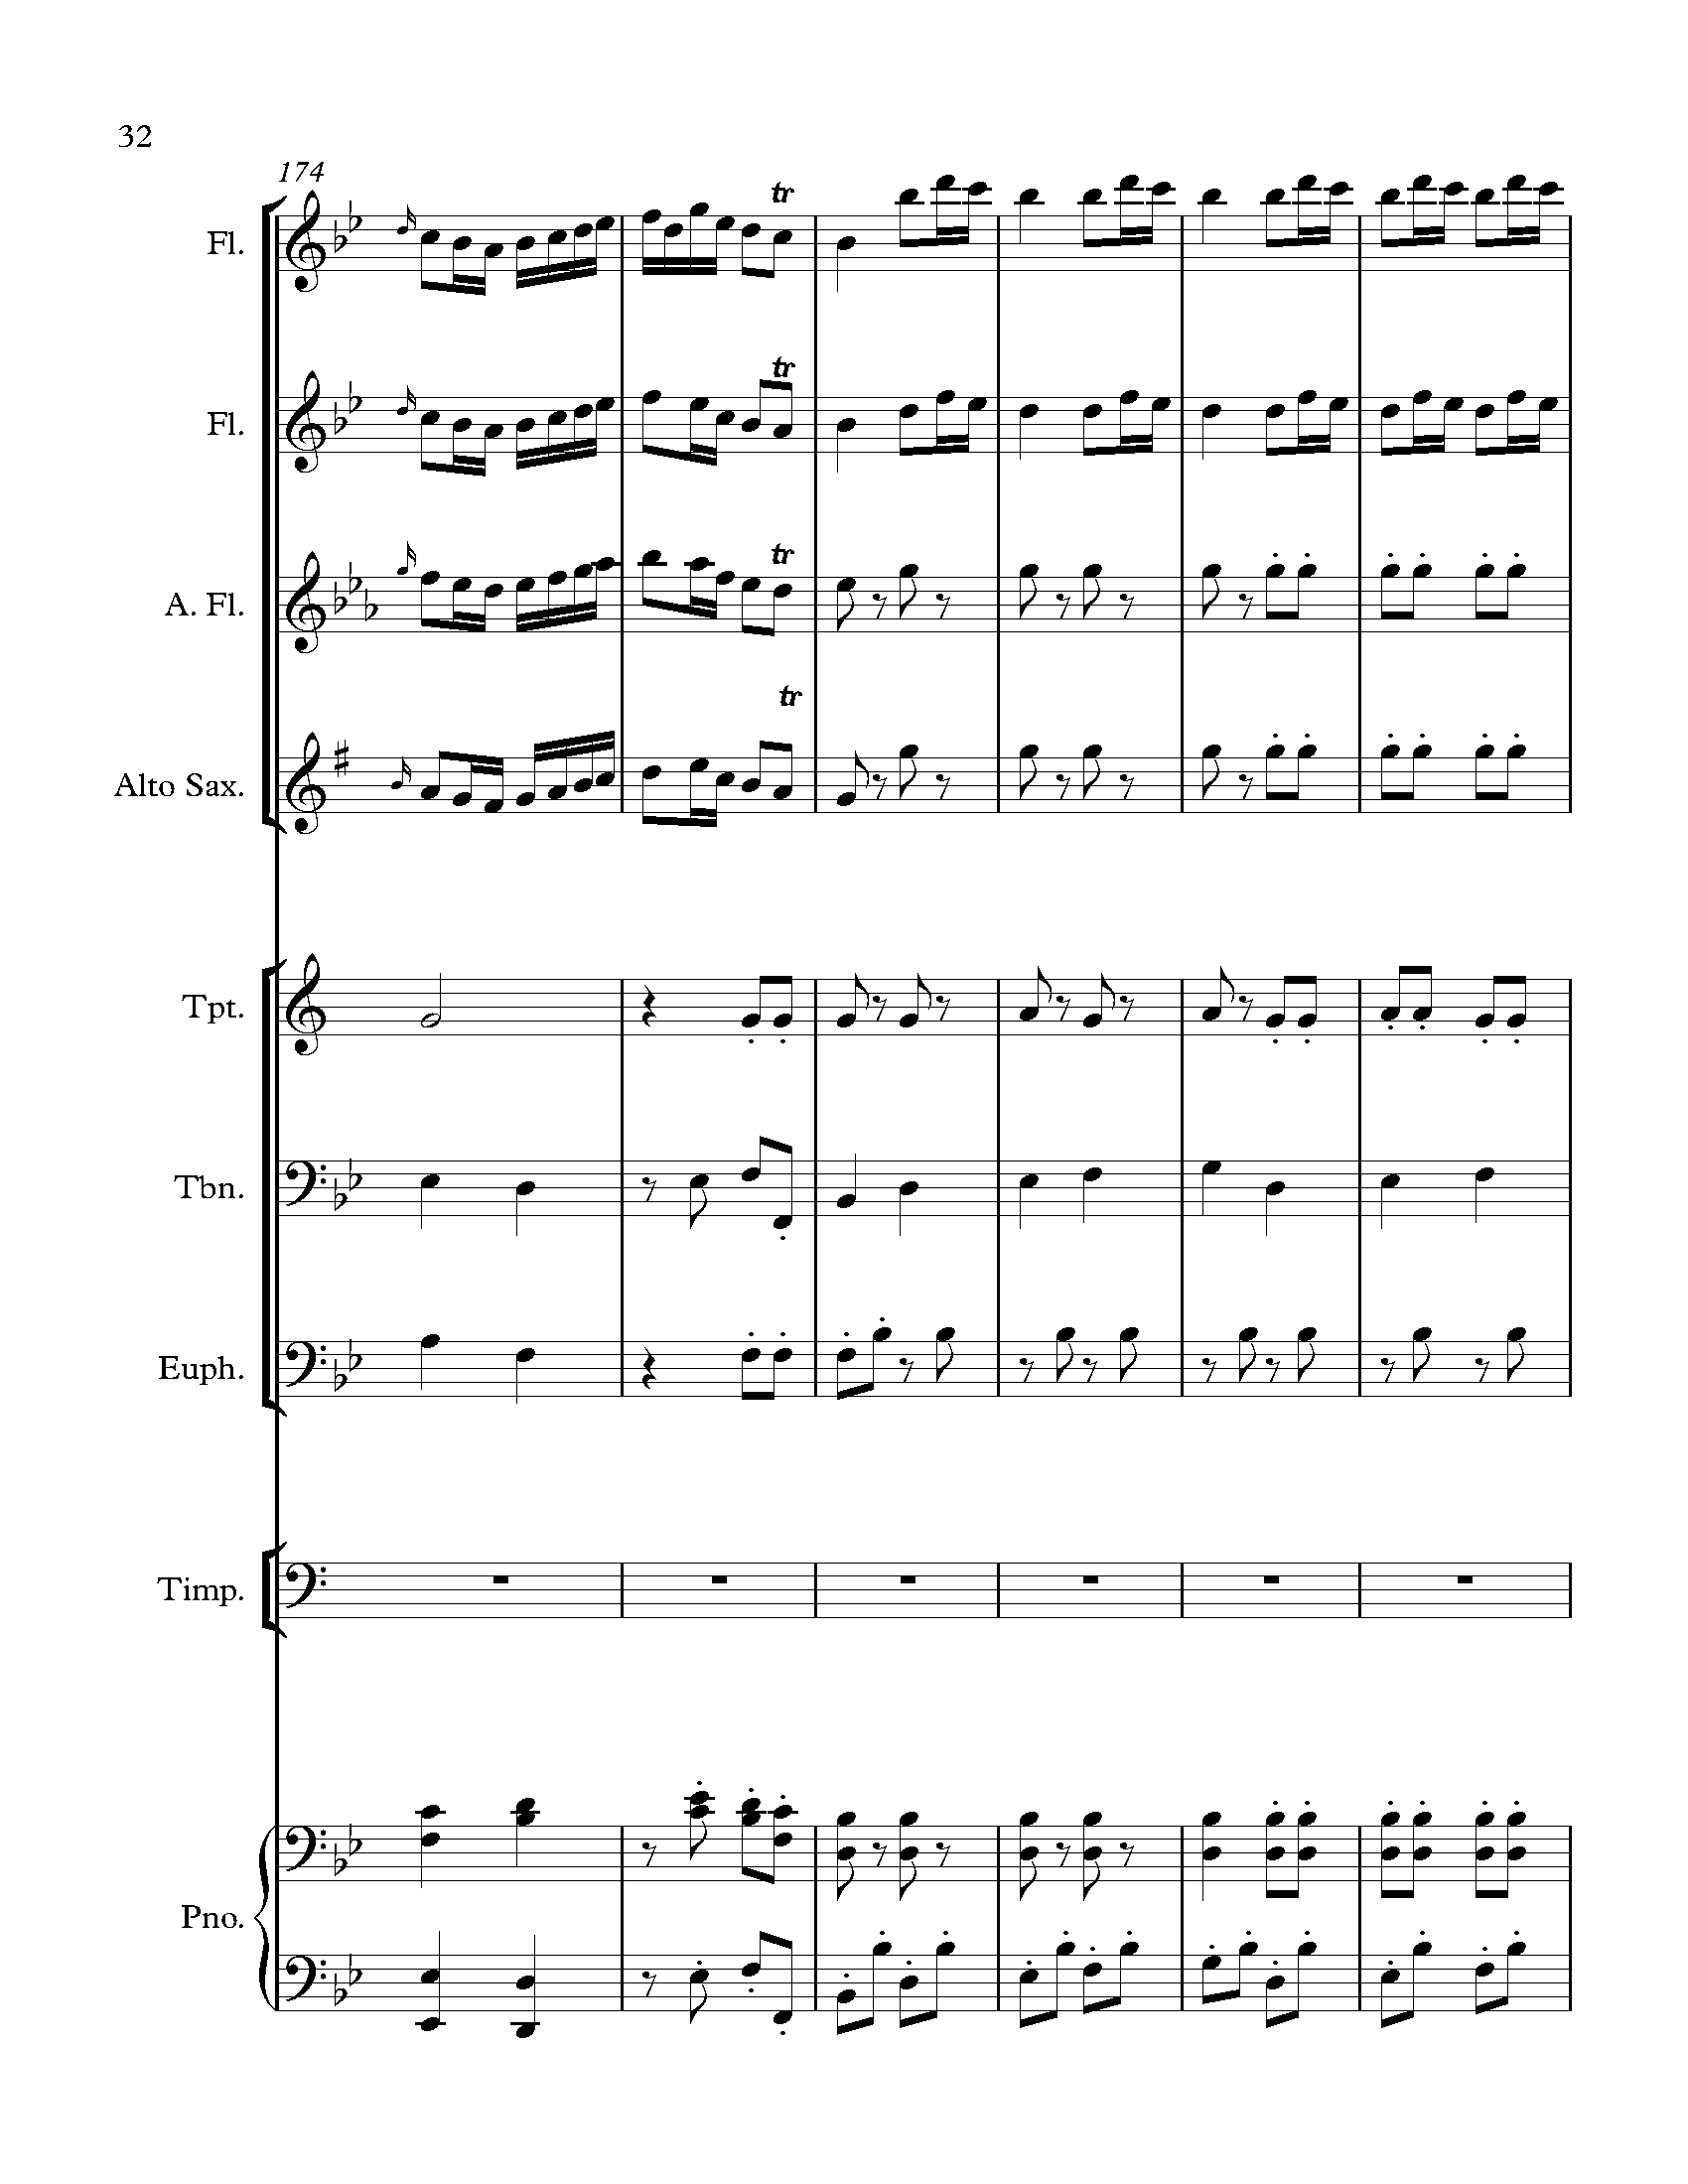 32
174
tr
Fl.
tr
Fl.
tr
A. Fl.
tr
Alto Sax.
Tpt.
Tbn.
Euph.
Timp.
Pno.